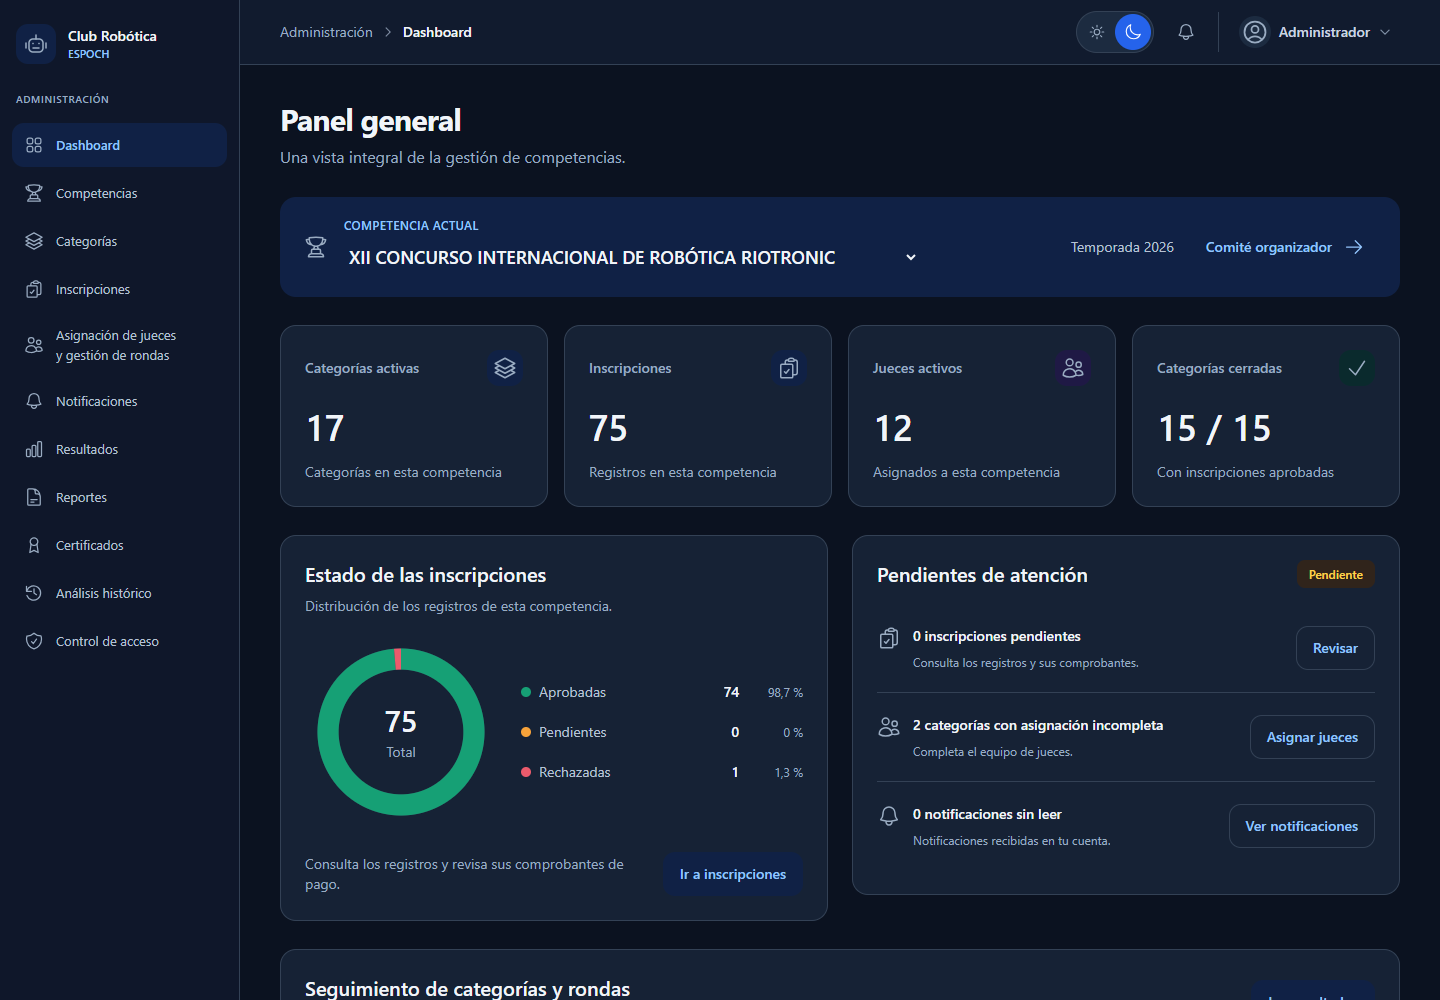 Club Robótica
ESPOCH
ADMINISTRACIÓN
Dashboard
Competencias
Categorías
Inscripciones
Asignación de jueces
y gestión de rondas
Notificaciones
Resultados
Reportes
Certificados
Análisis histórico
Control de acceso
Administración
Dashboard
Administrador
Panel general
Una vista integral de la gestión de competencias.
COMPETENCIA ACTUAL
XII CONCURSO INTERNACIONAL DE ROBÓTICA RIOTRONIC
Temporada 2026
Comité organizador
Categorías activas
17
Categorías en esta competencia
Inscripciones
75
Registros en esta competencia
Jueces activos
12
Asignados a esta competencia
Categorías cerradas
15 / 15
Con inscripciones aprobadas
Estado de las inscripciones
Distribución de los registros de esta competencia.
75
Total
Aprobadas 74 98,7 %
Pendientes 0 0 %
Rechazadas 1 1,3 %
Consulta los registros y revisa sus comprobantes de
pago.
Ir a inscripciones
Pendientes de atención
Pendiente
0 inscripciones pendientes
Consulta los registros y sus comprobantes.
Revisar
2 categorías con asignación incompleta
Completa el equipo de jueces.
Asignar jueces
0 notificaciones sin leer
Notificaciones recibidas en tu cuenta.
Ver notificaciones
Seguimiento de categorías y rondas